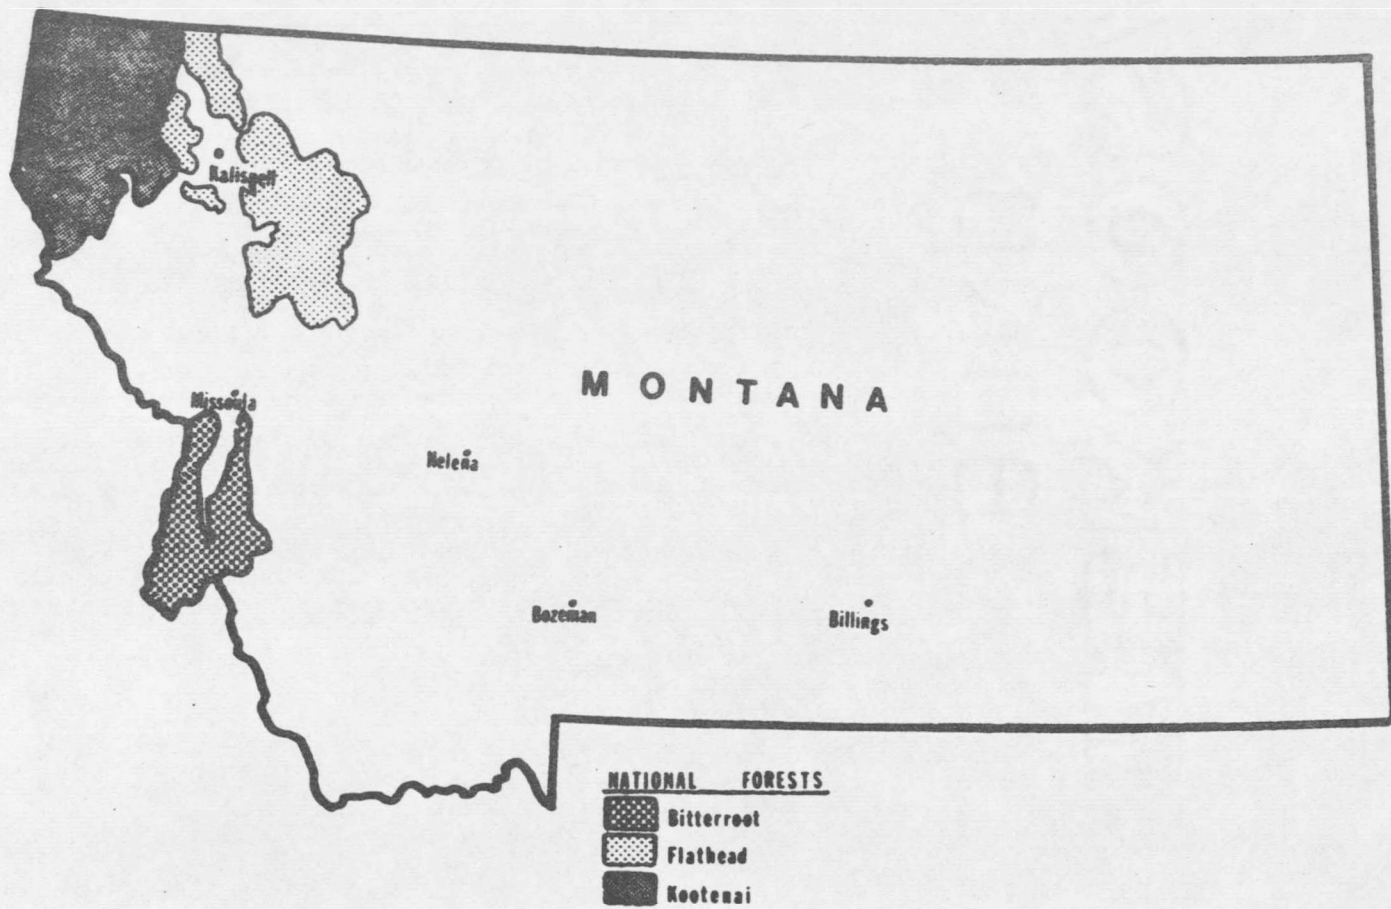 Kalispell
MONTANA
Missoula
Helena
Bozeman
Billings
NATIONAL FORESTS
Bitterroot
Flathead
Kootenai